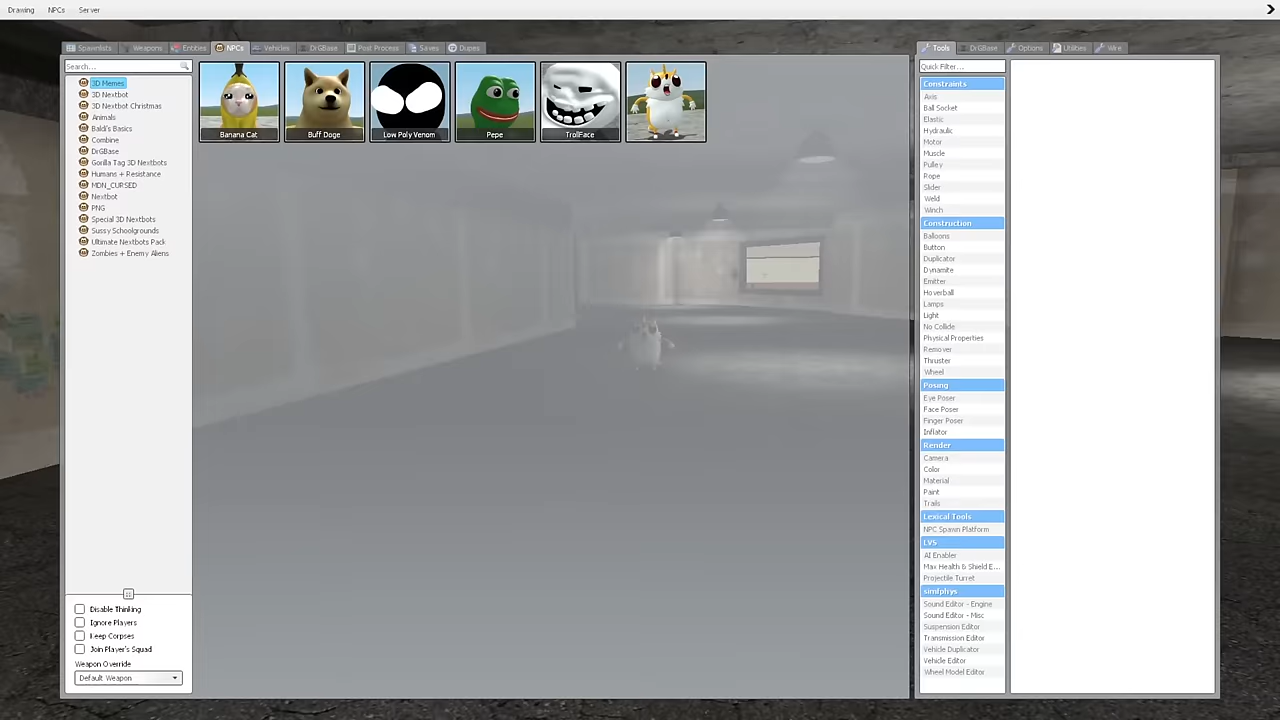 Drawing NPCs Server
Spawnlists Weapons Entities NPCs Vehicles DrGBase Post Process Saves Dupes
Search...
3D Memes
3D Nextbot
3D Nextbot Christmas
Animals
Baldi's Basics
Combine
DrGBase
Gorilla Tag 3D Nextbots
Humans + Resistance
MDN_CURSED
Nextbot
PNG
Special 3D Nextbots
Sussy Schoolgrounds
Ultimate Nextbots Pack
Zombies + Enemy Aliens
Disable Thinking
Ignore Players
Keep Corpses
Join Player's Squad
Weapon Override
Default Weapon
Banana Cat
Buff Doge
Low Poly Venom
Pepe
TrollFace
Tools DrGBase Options Utilities Wire
Quick Filter...
Constraints
Axis
Ball Socket
Elastic
Hydraulic
Motor
Muscle
Pulley
Rope
Slider
Weld
Winch
Construction
Balloons
Button
Duplicator
Dynamite
Emitter
Hoverball
Lamps
Light
No Collide
Physical Properties
Remover
Thruster
Wheel
Posing
Eye Poser
Face Poser
Finger Poser
Inflator
Render
Camera
Color
Material
Paint
Trails
Lexical Tools
NPC Spawn Platform
LVS
AI Enabler
Max Health & Shield E...
Projectile Turret
simfphys
Sound Editor - Engine
Sound Editor - Misc
Suspension Editor
Transmission Editor
Vehicle Duplicator
Vehicle Editor
Wheel Model Editor